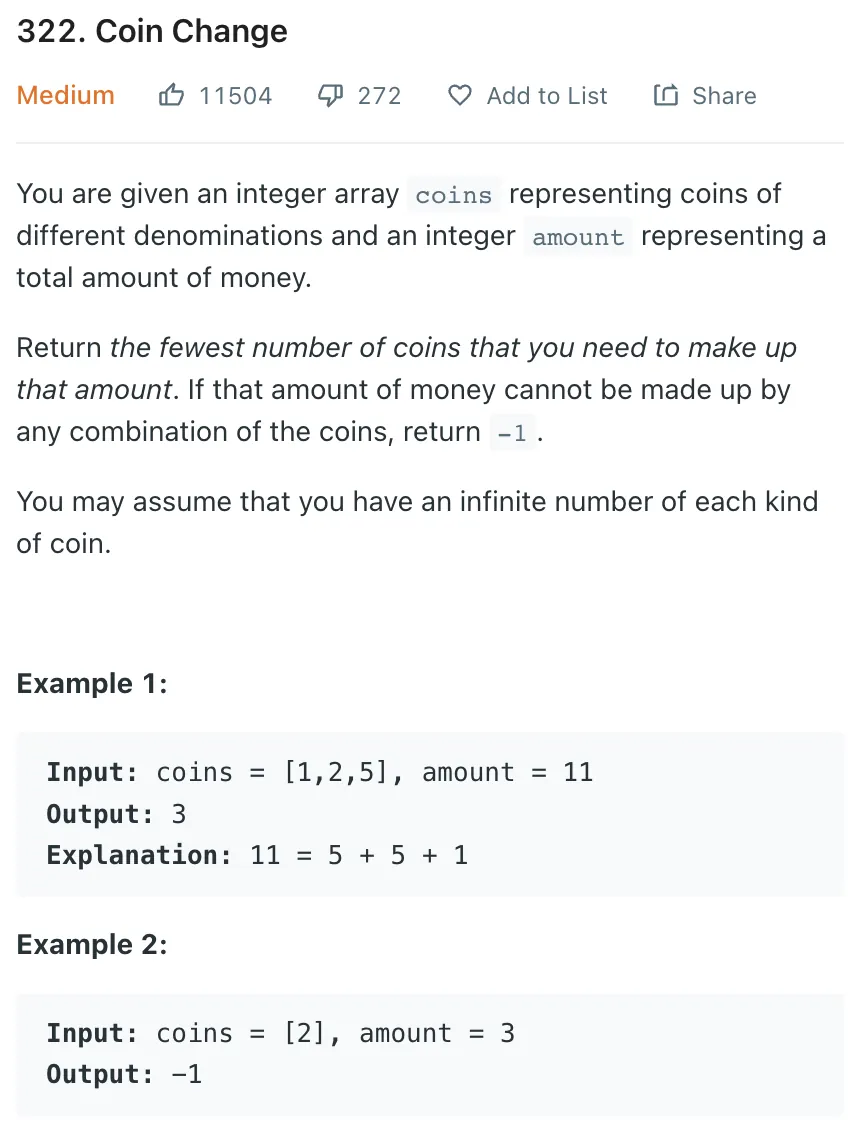 322. Coin Change
Medium 11504 272 Add to List Share
You are given an integer array coins representing coins of
different denominations and an integer amount representing a
total amount of money.
Return the fewest number of coins that you need to make up
that amount. If that amount of money cannot be made up by
any combination of the coins, return -1 .
You may assume that you have an infinite number of each kind
of coin.
Example 1:
Input: coins = [1,2,5], amount = 11
Output: 3
Explanation: 11 = 5 + 5 + 1
Example 2:
Input: coins = [2], amount = 3
Output: -1